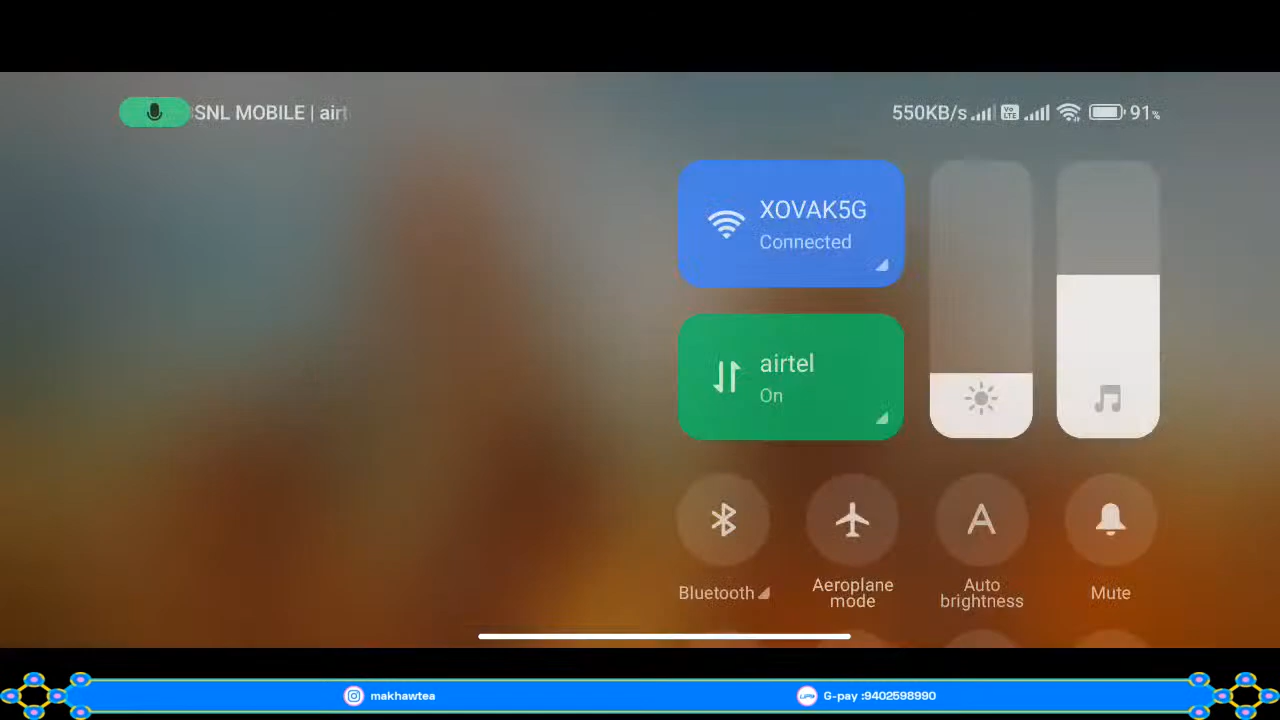 SNL MOBILE | airt
550KB/s 91%
XOVAK5G
Connected
airtel
On
Bluetooth
Aeroplane
mode
Auto
brightness
Mute
makhawtea
G-pay :9402598990